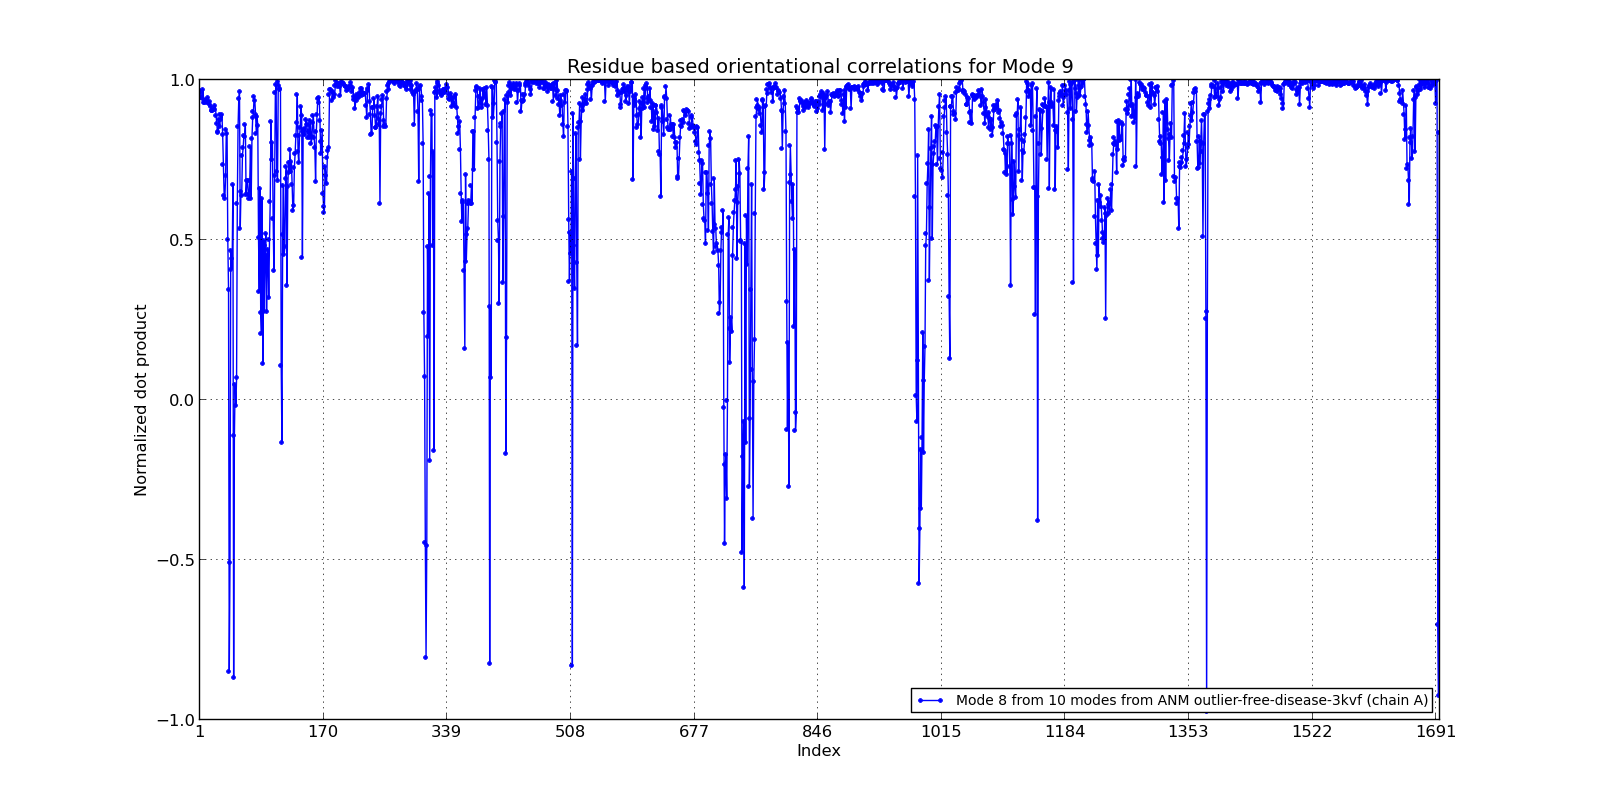 Residue based orientational correlations for Mode 9
1.0
0.5
0.0
−0.5
−1.0
Normalized dot product
Mode 8 from 10 modes from ANM outlier-free-disease-3kvf (chain A)
1 170 339 508 677 846 1015 1184 1353 1522 1691
Index